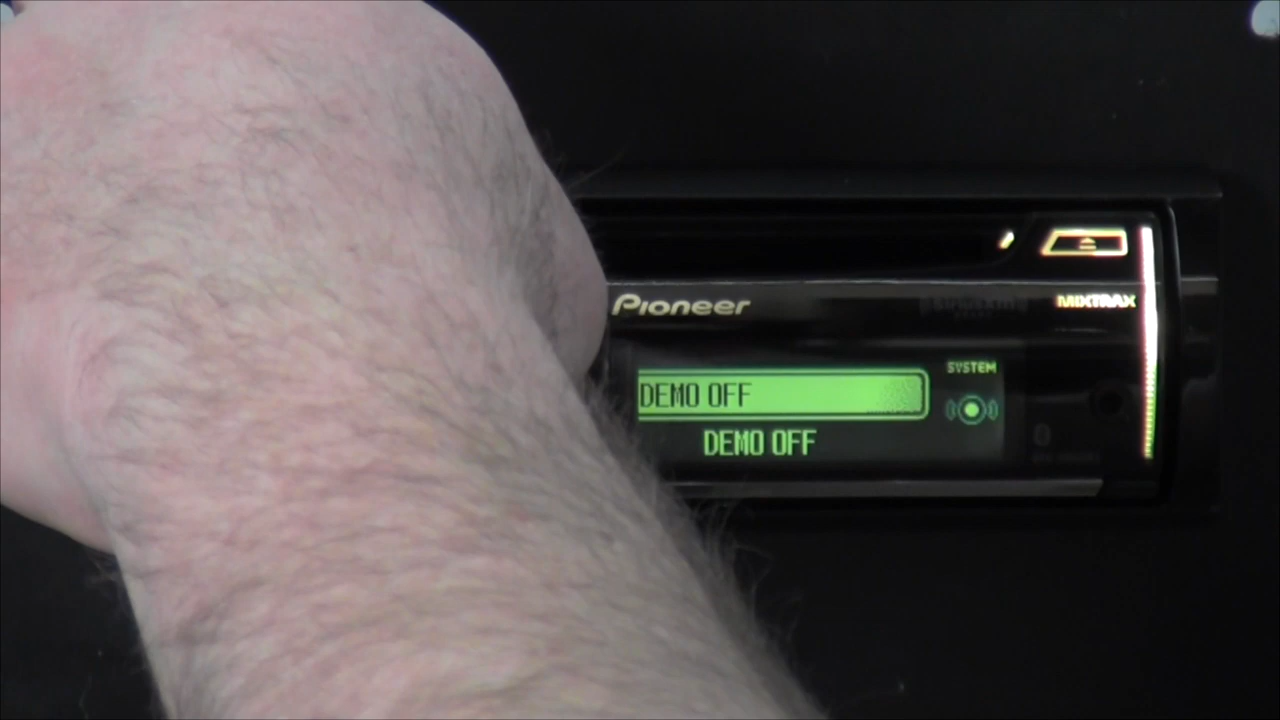 Pioneer
MIXTRAX
SYSTEM
DEMO OFF
DEMO OFF